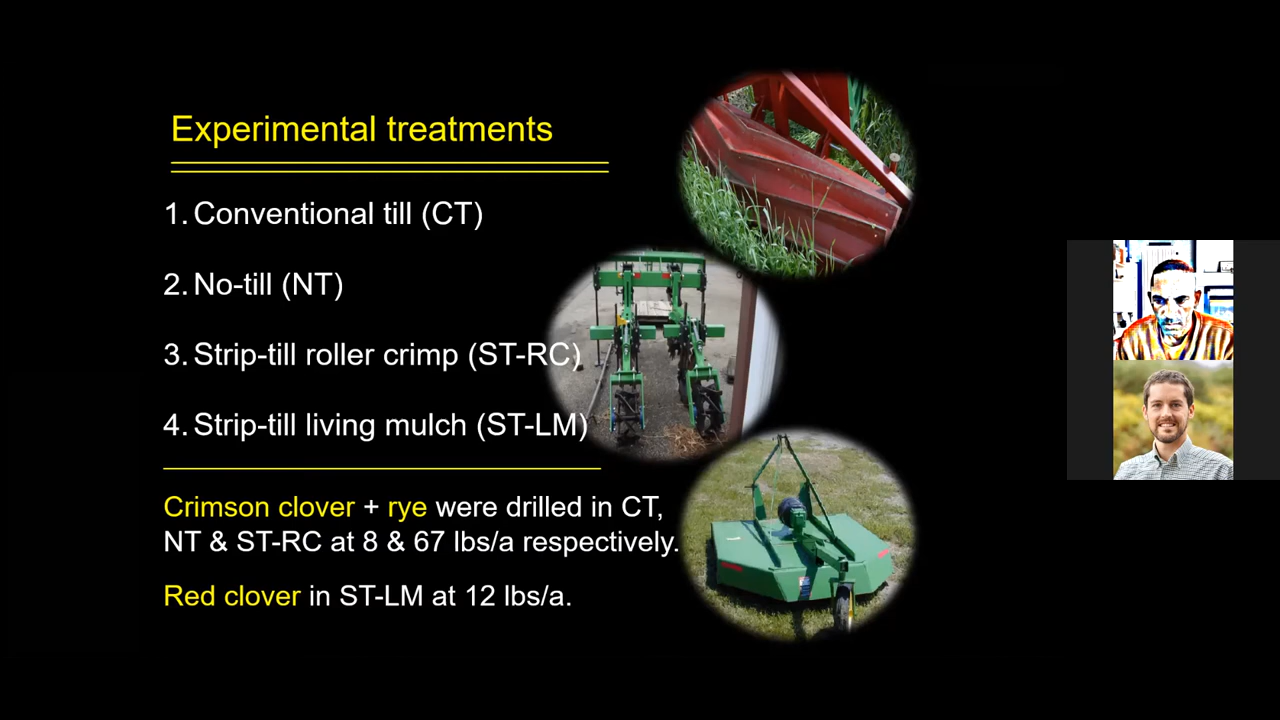 Experimental treatments
1. Conventional till (CT)
2. No-till (NT)
3. Strip-till roller crimp (ST-RC)
4. Strip-till living mulch (ST-LM)
Crimson clover + rye were drilled in CT,
NT & ST-RC at 8 & 67 lbs/a respectively.
Red clover in ST-LM at 12 lbs/a.